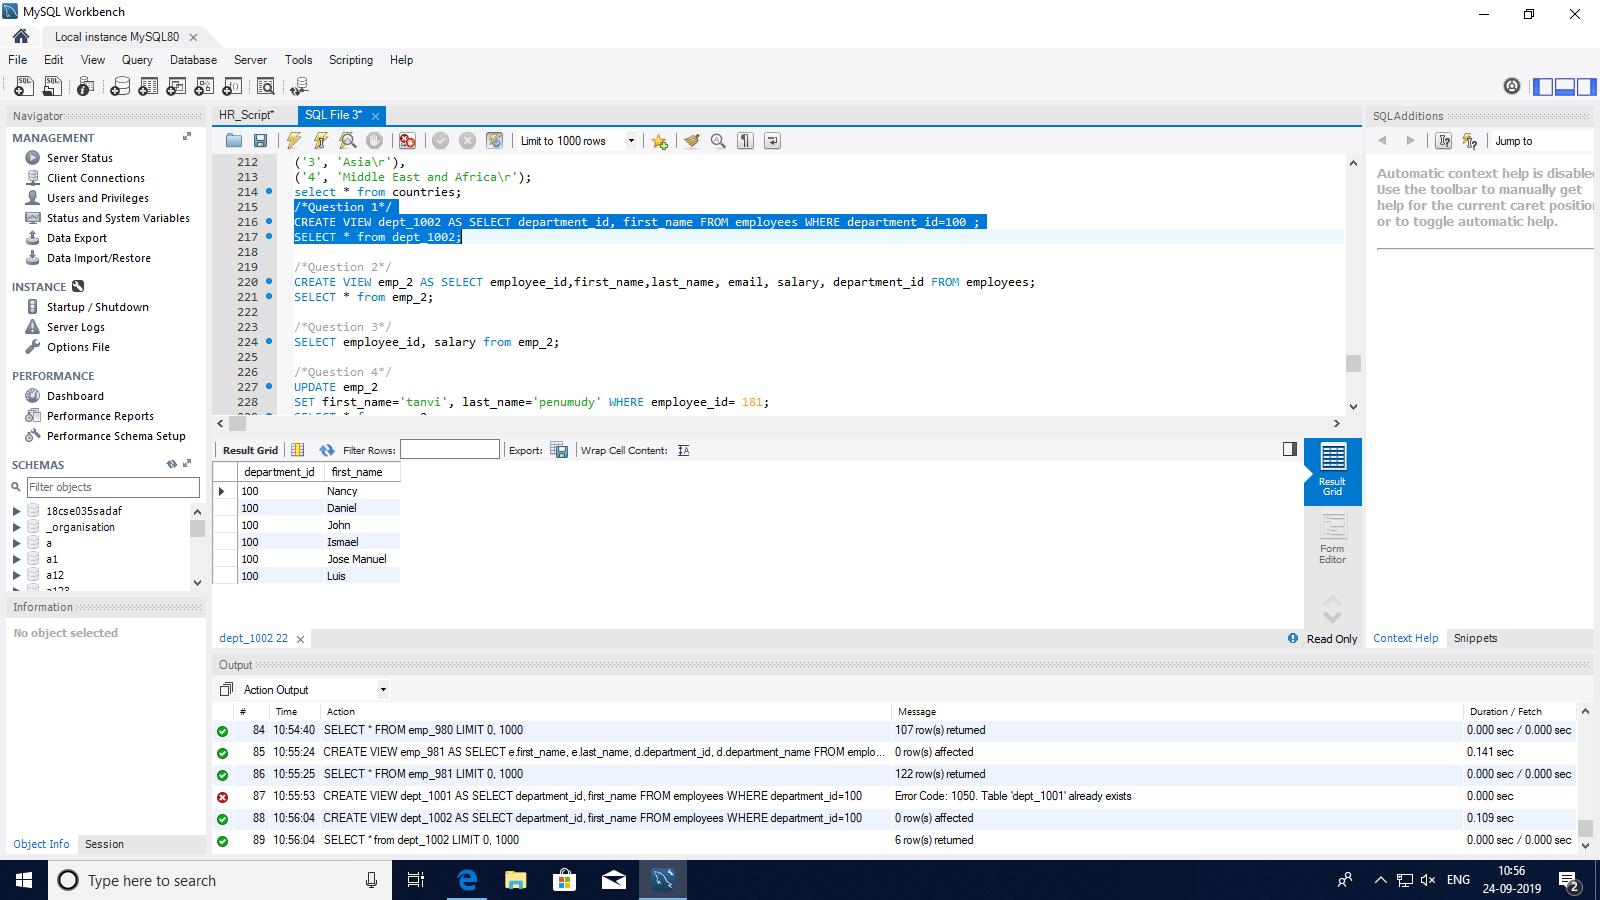 MySQL Workbench
Local instance MySQL80
File Edit View Query Database Server Tools Scripting Help
Navigator
MANAGEMENT
Server Status
Client Connections
Users and Privileges
Status and System Variables
Data Export
Data Import/Restore
INSTANCE
Startup / Shutdown
Server Logs
Options File
PERFORMANCE
Dashboard
Performance Reports
Performance Schema Setup
SCHEMAS
Filter objects
18cse035sadaf
_organisation
a
a1
a12
a123
Information
No object selected
Object Info Session
HR_Script* SQL File 3*
Limit to 1000 rows
212 ('3', 'Asia\r'),
213 ('4', 'Middle East and Africa\r');
214 select * from countries;
215 /*Question 1*/
216 CREATE VIEW dept_1002 AS SELECT department_id, first_name FROM employees WHERE department_id=100 ;
217 SELECT * from dept_1002;
218
219 /*Question 2*/
220 CREATE VIEW emp_2 AS SELECT employee_id,first_name,last_name, email, salary, department_id FROM employees;
221 SELECT * from emp_2;
222
223 /*Question 3*/
224 SELECT employee_id, salary from emp_2;
225
226 /*Question 4*/
227 UPDATE emp_2
228 SET first_name='tanvi', last_name='penumudy' WHERE employee_id= 181;
Result Grid Filter Rows: Export: Wrap Cell Content:
department_id first_name
100 Nancy
100 Daniel
100 John
100 Ismael
100 Jose Manuel
100 Luis
Result Grid
Form Editor
dept_1002 22
Read Only
SQLAdditions
Jump to
Automatic context help is disable
Use the toolbar to manually get
help for the current caret position
or to toggle automatic help.
Context Help Snippets
Output
Action Output
# Time Action Message Duration / Fetch
84 10:54:40 SELECT * FROM emp_980 LIMIT 0, 1000 107 row(s) returned 0.000 sec / 0.000 sec
85 10:55:24 CREATE VIEW emp_981 AS SELECT e.first_name, e.last_name, d.department_id, d.department_name FROM emplo... 0 row(s) affected 0.141 sec
86 10:55:25 SELECT * FROM emp_981 LIMIT 0, 1000 122 row(s) returned 0.000 sec / 0.000 sec
87 10:55:53 CREATE VIEW dept_1001 AS SELECT department_id, first_name FROM employees WHERE department_id=100 Error Code: 1050. Table 'dept_1001' already exists 0.000 sec
88 10:56:04 CREATE VIEW dept_1002 AS SELECT department_id, first_name FROM employees WHERE department_id=100 0 row(s) affected 0.109 sec
89 10:56:04 SELECT * from dept_1002 LIMIT 0, 1000 6 row(s) returned 0.000 sec / 0.000 sec
Type here to search
ENG
10:56
24-09-2019
2